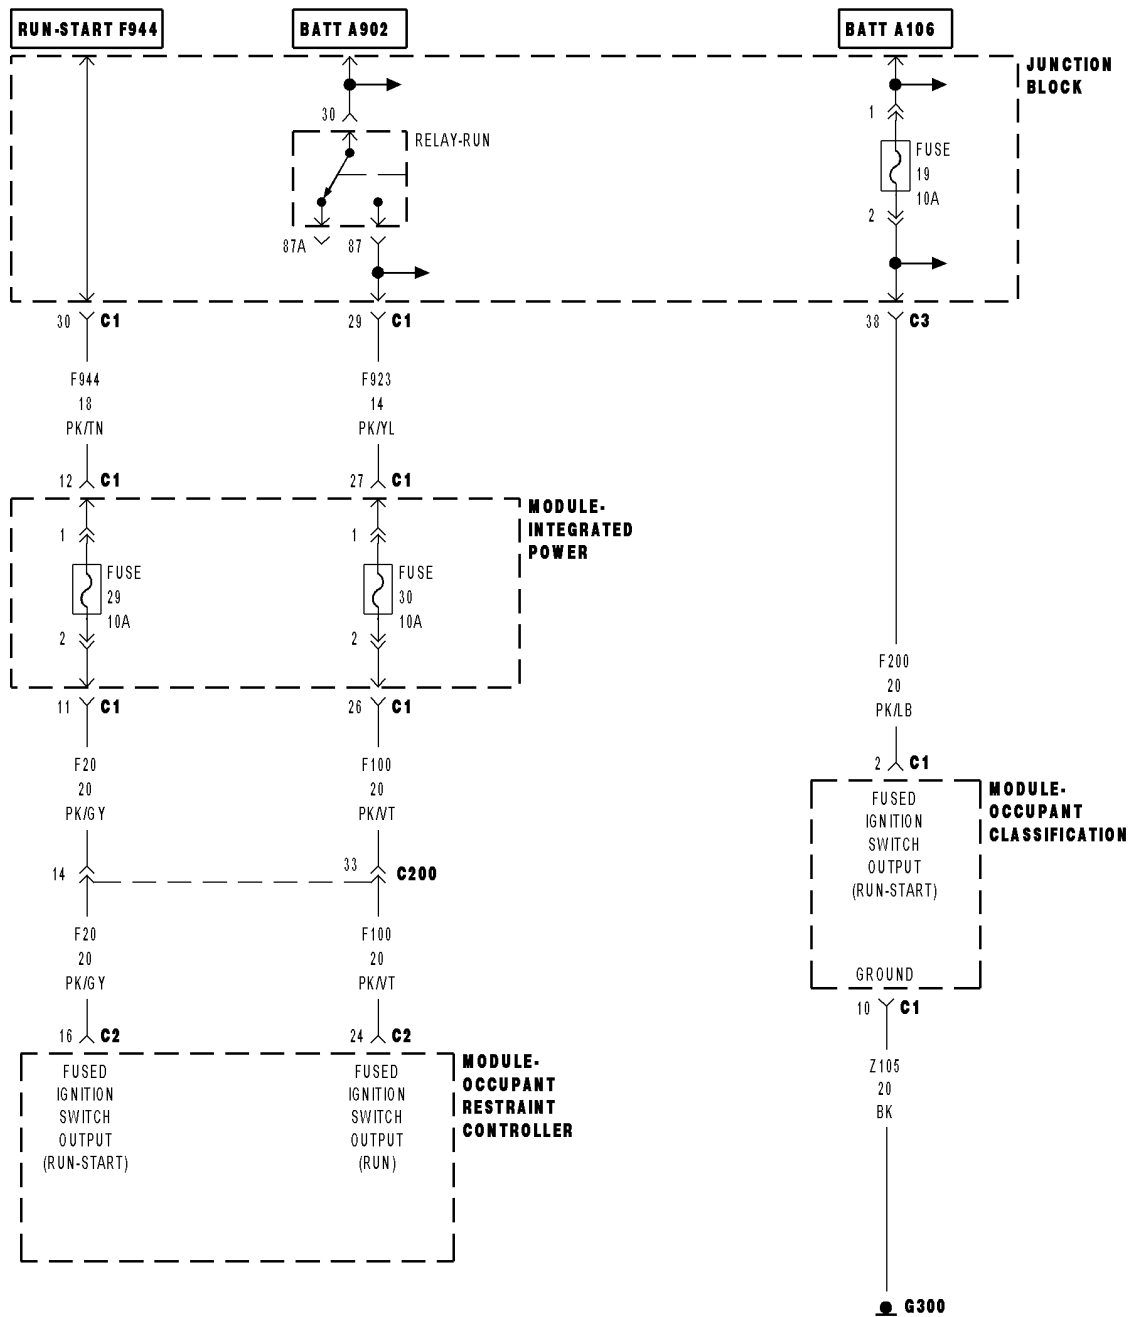 RUN-START F944
BATT A902
BATT A106
JUNCTION
BLOCK
30
RELAY-RUN
87A
87
1
FUSE
19
10A
2
30
C1
29
C1
38
C3
F944
18
PK/TN
F923
14
PK/YL
12
C1
27
C1
MODULE-
INTEGRATED
POWER
1
FUSE
29
10A
2
1
FUSE
30
10A
2
11
C1
26
C1
F200
20
PK/LB
F20
20
PK/GY
F100
20
PK/VT
2
C1
14
33
C200
MODULE-
OCCUPANT
CLASSIFICATION
FUSED
IGNITION
SWITCH
OUTPUT
(RUN-START)
GROUND
F20
20
PK/GY
F100
20
PK/VT
10
C1
16
C2
24
C2
MODULE-
OCCUPANT
RESTRAINT
CONTROLLER
FUSED
IGNITION
SWITCH
OUTPUT
(RUN-START)
FUSED
IGNITION
SWITCH
OUTPUT
(RUN)
Z105
20
BK
G300